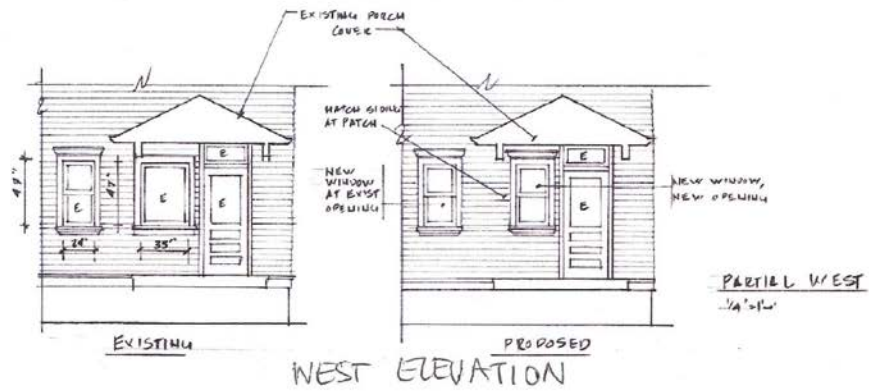 EXISTING PORCH
COVER
MATCH SIDING
AT PATCH
E
E
NEW
WINDOW
AT EXIST
OPENING
NEW WINDOW,
NEW OPENING
E
E
E
E
47"
47"
24"
35"
PARTIAL WEST
1/4"=1'-0"
EXISTING
PROPOSED
WEST ELEVATION